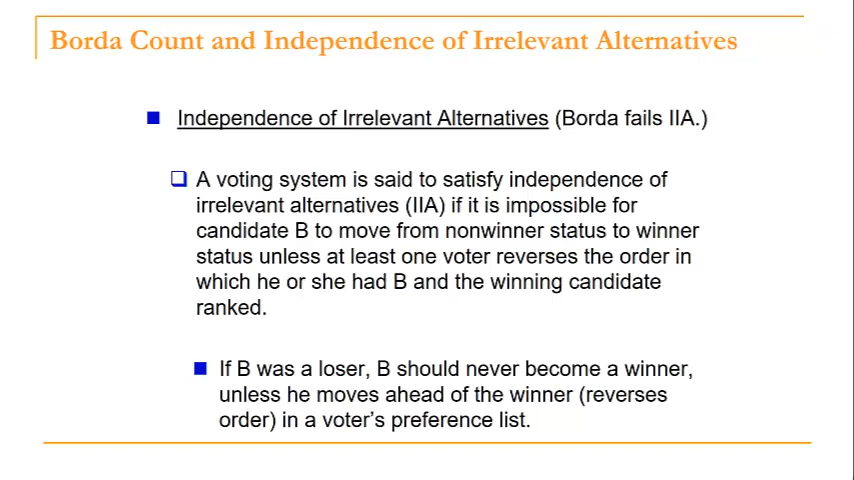 Borda Count and Independence of Irrelevant Alternatives
Independence of Irrelevant Alternatives (Borda fails IIA.)
A voting system is said to satisfy independence of
irrelevant alternatives (IIA) if it is impossible for
candidate B to move from nonwinner status to winner
status unless at least one voter reverses the order in
which he or she had B and the winning candidate
ranked.
If B was a loser, B should never become a winner,
unless he moves ahead of the winner (reverses
order) in a voter's preference list.